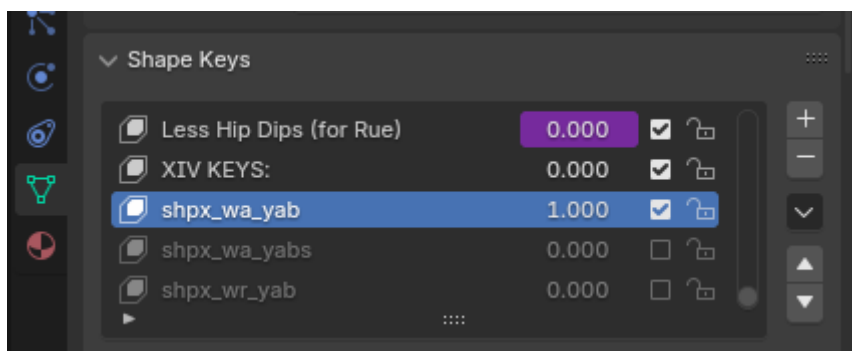 Shape Keys
Less Hip Dips (for Rue) 0.000
XIV KEYS: 0.000
shpx_wa_yab 1.000
shpx_wa_yabs 0.000
shpx_wr_yab 0.000